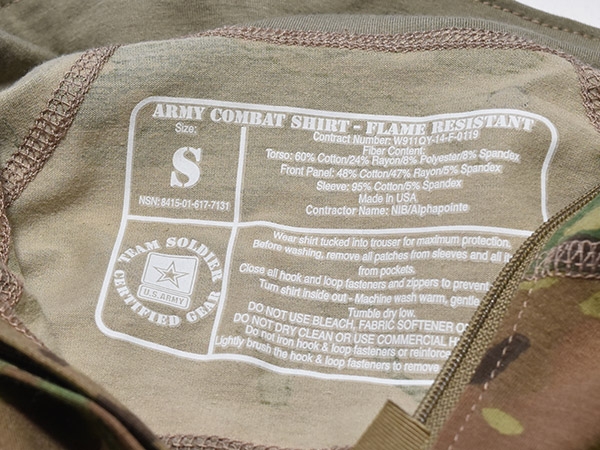 ARMY COMBAT SHIRT - FLAME RESISTANT
Size:
S
NSN: 8415-01-617-7131
Contract Number: W911QY-14-F-0119
Fiber Content:
Torso: 60% Cotton/24% Rayon/8% Polyester/8% Spandex
Front Panel: 48% Cotton/47% Rayon/5% Spandex
Sleeve: 95% Cotton/5% Spandex
Made in USA
Contractor Name: NIB/Alphapointe
TEAM SOLDIER
U.S.ARMY
CERTIFIED GEAR
Wear shirt tucked into trouser for maximum protection.
Before washing, remove all patches from sleeves and all
from pockets.
Close all hook and loop fasteners and zippers to prevent
Turn shirt inside out - Machine wash warm, gentle
Tumble dry low.
DO NOT USE BLEACH, FABRIC SOFTENER
DO NOT DRY CLEAN OR USE COMMERCIAL
Do not iron hook & loop fasteners or
Lightly brush the hook & loop fasteners to remove